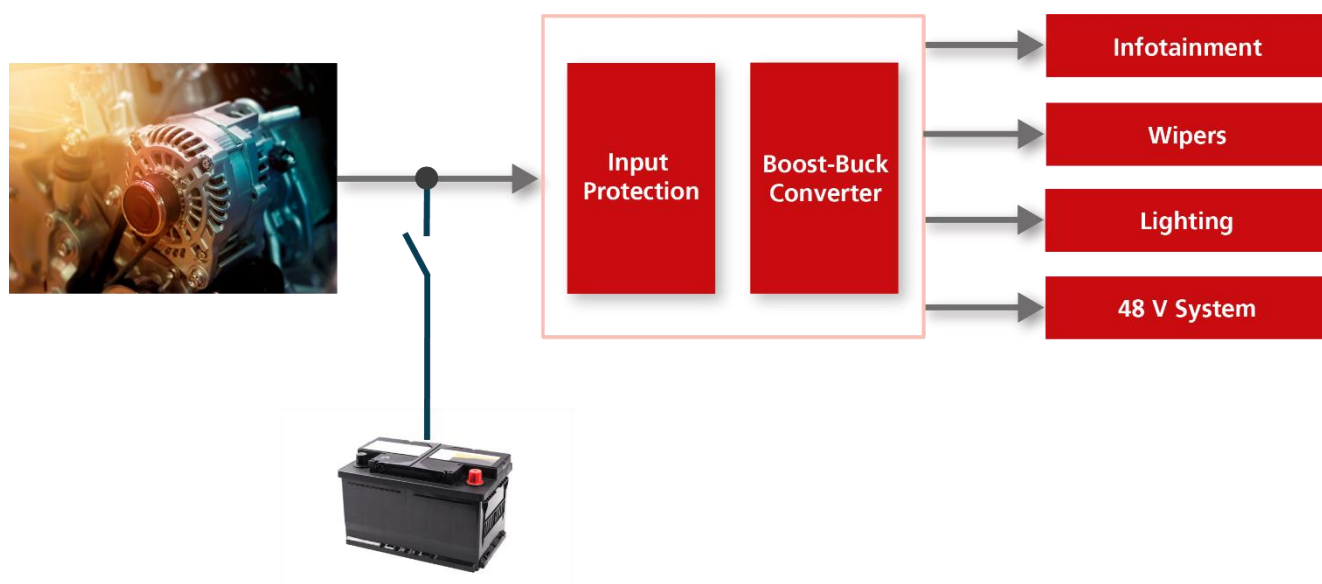 Input
Protection
Boost-Buck
Converter
Infotainment
Wipers
Lighting
48 V System